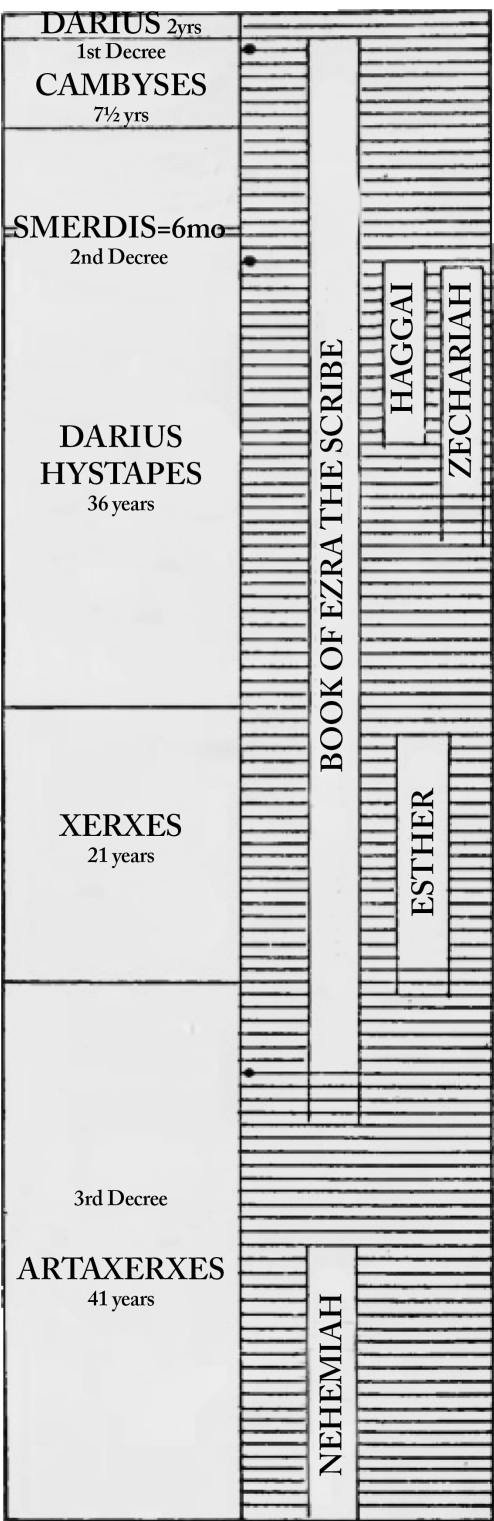 DARIUS 2yrs
1st Decree
CAMBYSES
7½ yrs
SMERDIS=6mo
2nd Decree
DARIUS
HYSTAPES
36 years
XERXES
21 years
3rd Decree
ARTAXERXES
41 years
BOOK OF EZRA THE SCRIBE
HAGGAI
ZECHARIAH
ESTHER
NEHEMIAH